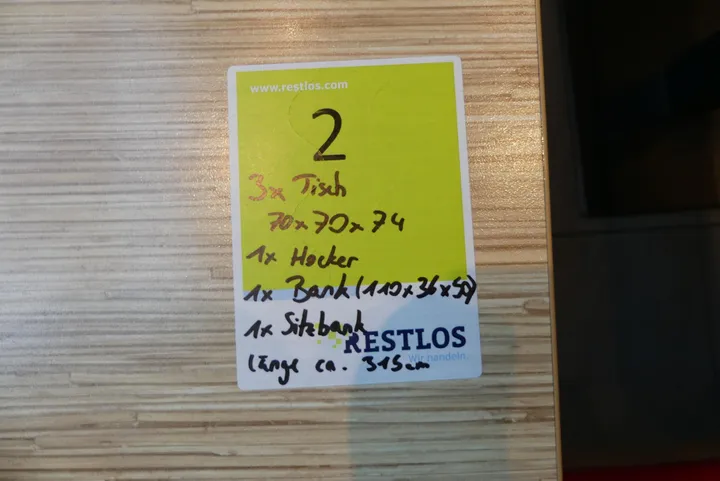 www.restlos.com
2
3x Tisch
70x70x74
1x Hocker
1x Bank (110x36x50)
1x Sitzbank
RESTLOS
Wir handeln.
Länge ca. 315cm